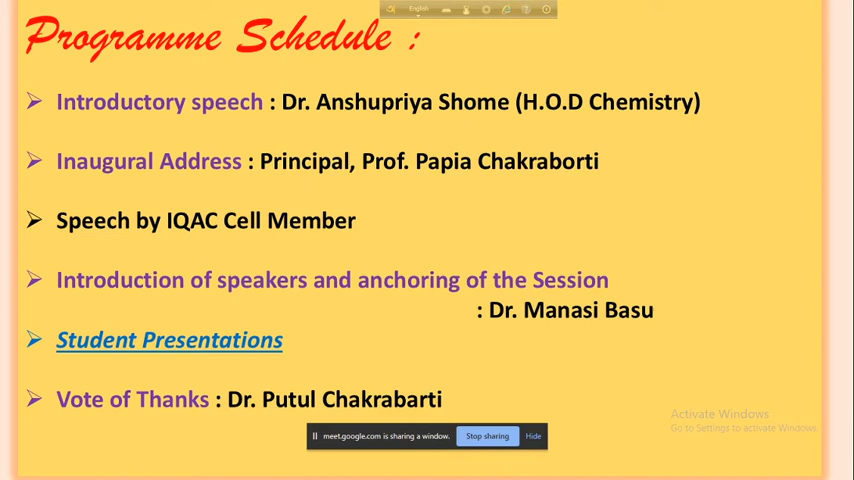 English
Programme Schedule :
Introductory speech : Dr. Anshupriya Shome (H.O.D Chemistry)
Inaugural Address : Principal, Prof. Papia Chakraborti
Speech by IQAC Cell Member
Introduction of speakers and anchoring of the Session
: Dr. Manasi Basu
Student Presentations
Vote of Thanks : Dr. Putul Chakrabarti
Activate Windows
Go to Settings to activate Windows.
meet.google.com is sharing a window. Stop sharing Hide